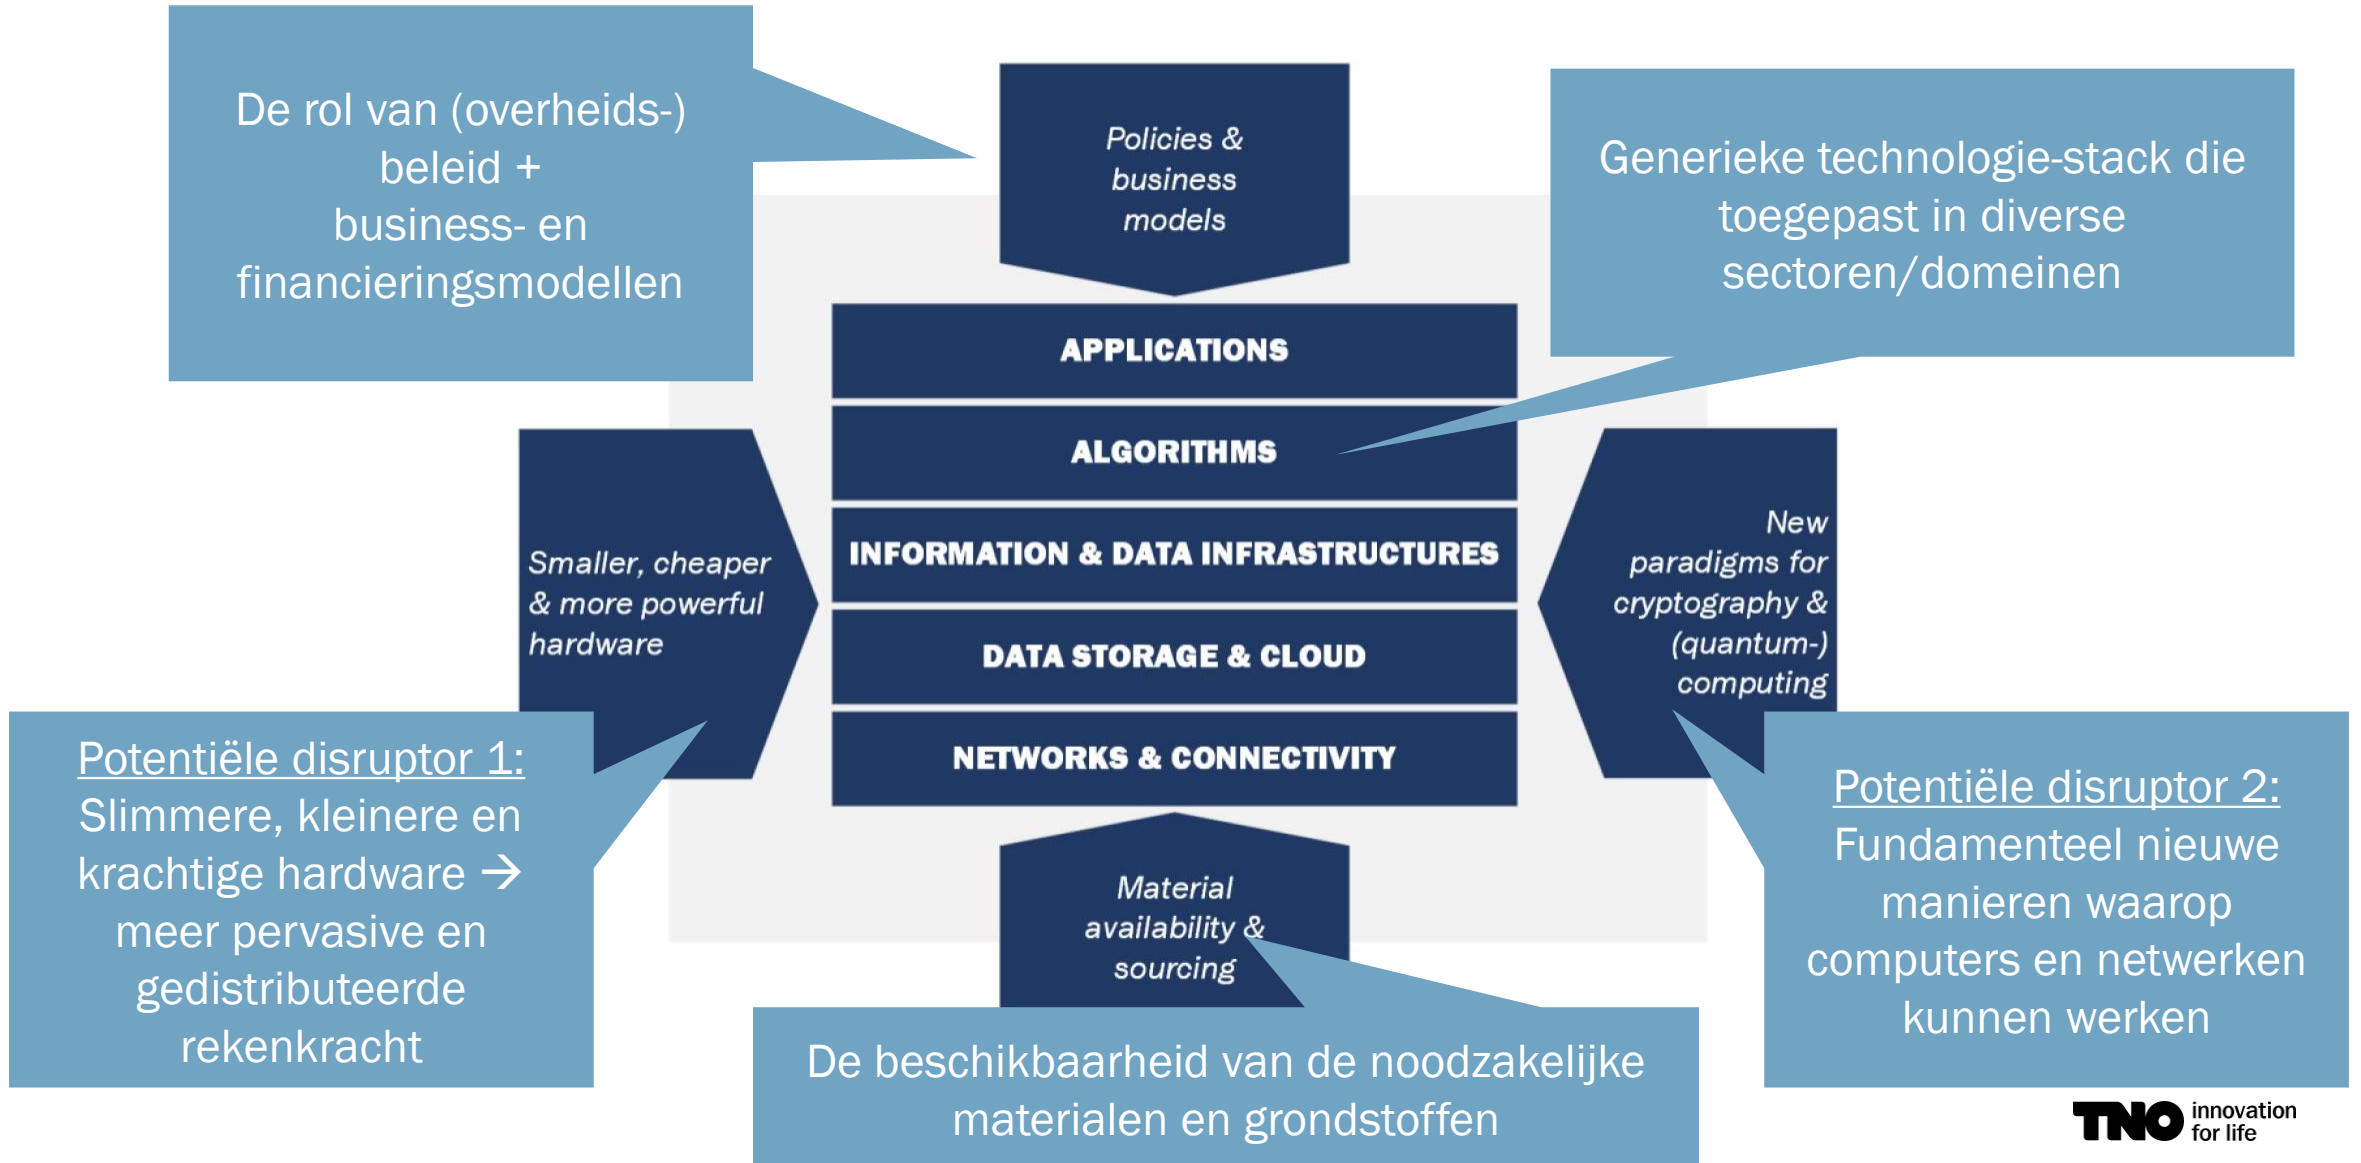 De rol van (overheids-)
beleid +
business- en
financieringsmodellen
Policies &
business
models
Generieke technologie-stack die
toegepast in diverse
sectoren/domeinen
APPLICATIONS
ALGORITHMS
INFORMATION & DATA INFRASTRUCTURES
DATA STORAGE & CLOUD
NETWORKS & CONNECTIVITY
Smaller, cheaper
& more powerful
hardware
New
paradigms for
cryptography &
(quantum-)
computing
Potentiële disruptor 1:
Slimmere, kleinere en
krachtige hardware →
meer pervasive en
gedistributeerde
rekenkracht
Material
availability &
sourcing
Potentiële disruptor 2:
Fundamenteel nieuwe
manieren waarop
computers en netwerken
kunnen werken
De beschikbaarheid van de noodzakelijke
materialen en grondstoffen
TNO innovation
for life